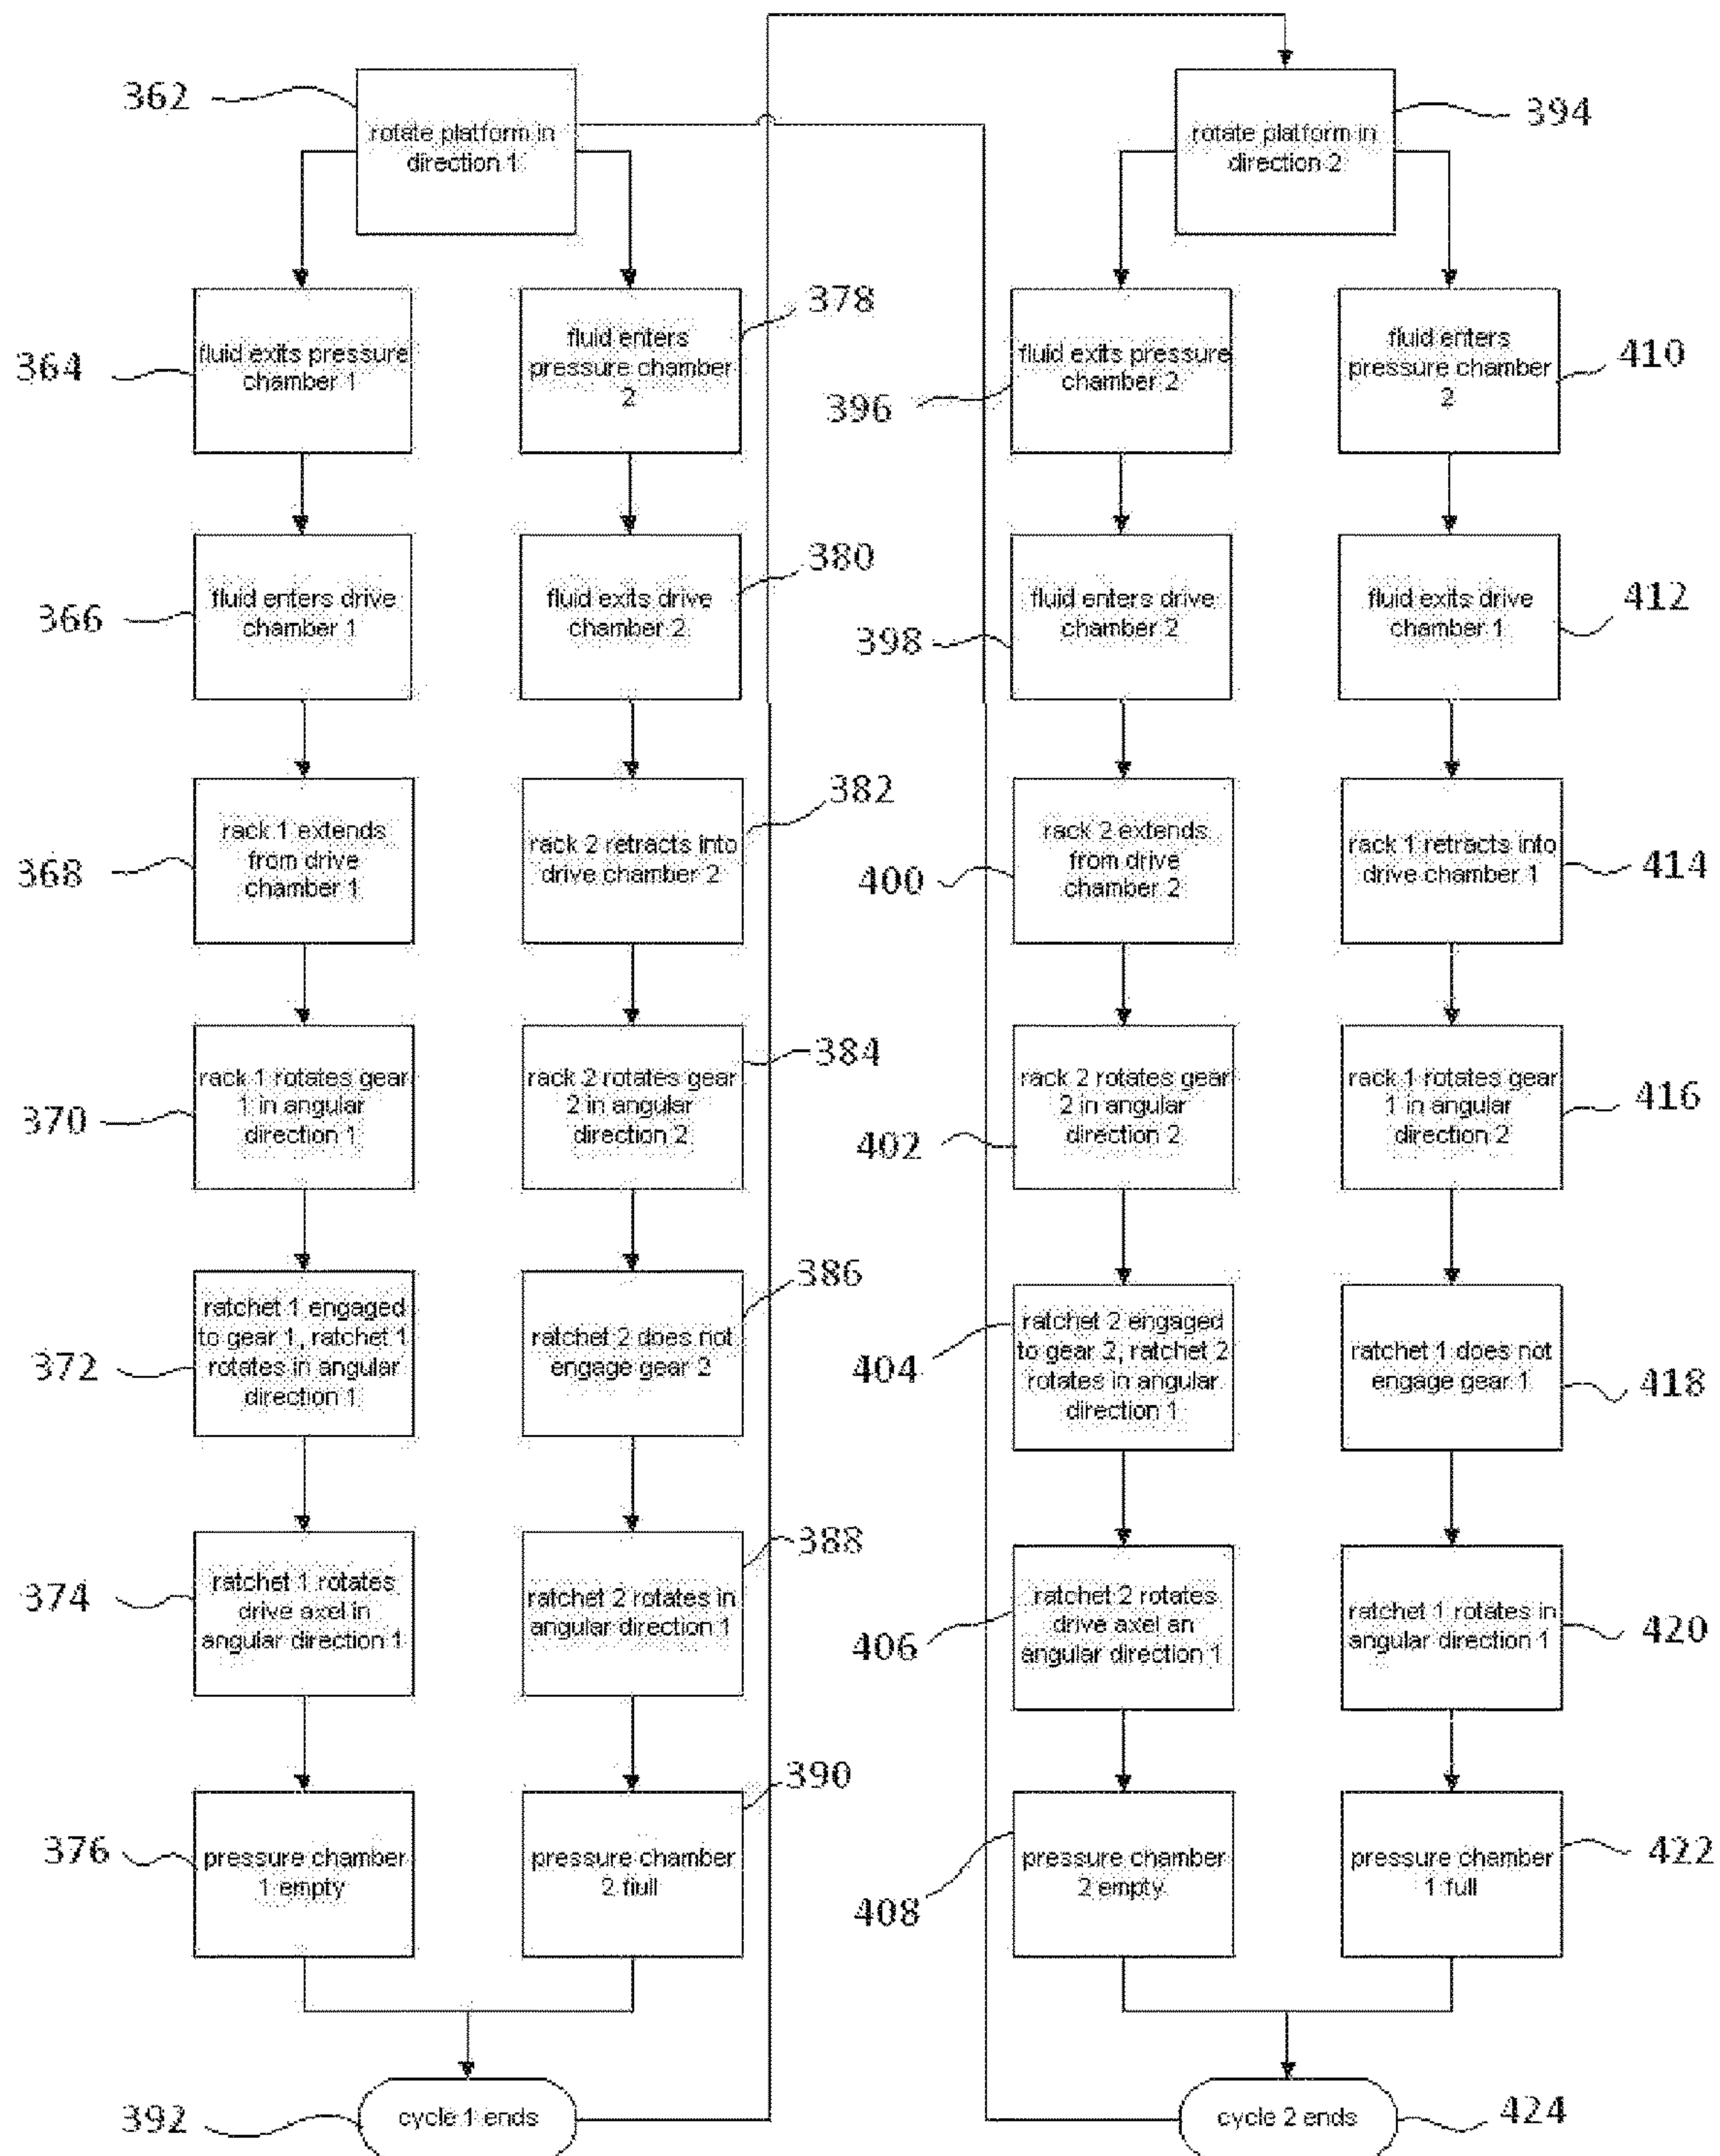 362
rotate platform in
direction 1
364
fluid exits pressure
chamber 1
366
fluid enters drive
chamber 1
368
rack 1 extends
from drive
chamber 1
370
rack 1 rotates gear
1 in angular
direction 1
372
ratchet 1 engaged
to gear 1, ratchet 1
rotates in angular
direction 1
374
ratchet 1 rotates
drive axel in
angular direction 1
376
pressure chamber
1 empty
378
fluid enters
pressure chamber
2
380
fluid exits drive
chamber 2
382
rack 2 retracts into
drive chamber 2
384
rack 2 rotates gear
2 in angular
direction 2
386
ratchet 2 does not
engage gear 2
388
ratchet 2 rotates in
angular direction 1
390
pressure chamber
2 fiull
392
cycle 1 ends
394
rotate platform in
direction 2
396
fluid exits pressure
chamber 2
398
fluid enters drive
chamber 2
400
rack 2 extends
from drive
chamber 2
402
rack 2 rotates gear
2 in angular
direction 2
404
ratchet 2 engaged
to gear 2, ratchet 2
rotates in angular
direction 1
406
ratchet 2 rotates
drive axel an
angular direction 1
408
pressure chamber
2 empty
410
fluid enters
pressure chamber
2
412
fluid exits drive
chamber 1
414
rack 1 retracts into
drive chamber 1
416
rack 1 rotates gear
1 in angular
direction 2
418
ratchet 1 does not
engage gear 1
420
ratchet 1 rotates in
angular direction 1
422
pressure chamber
1 full
424
cycle 2 ends